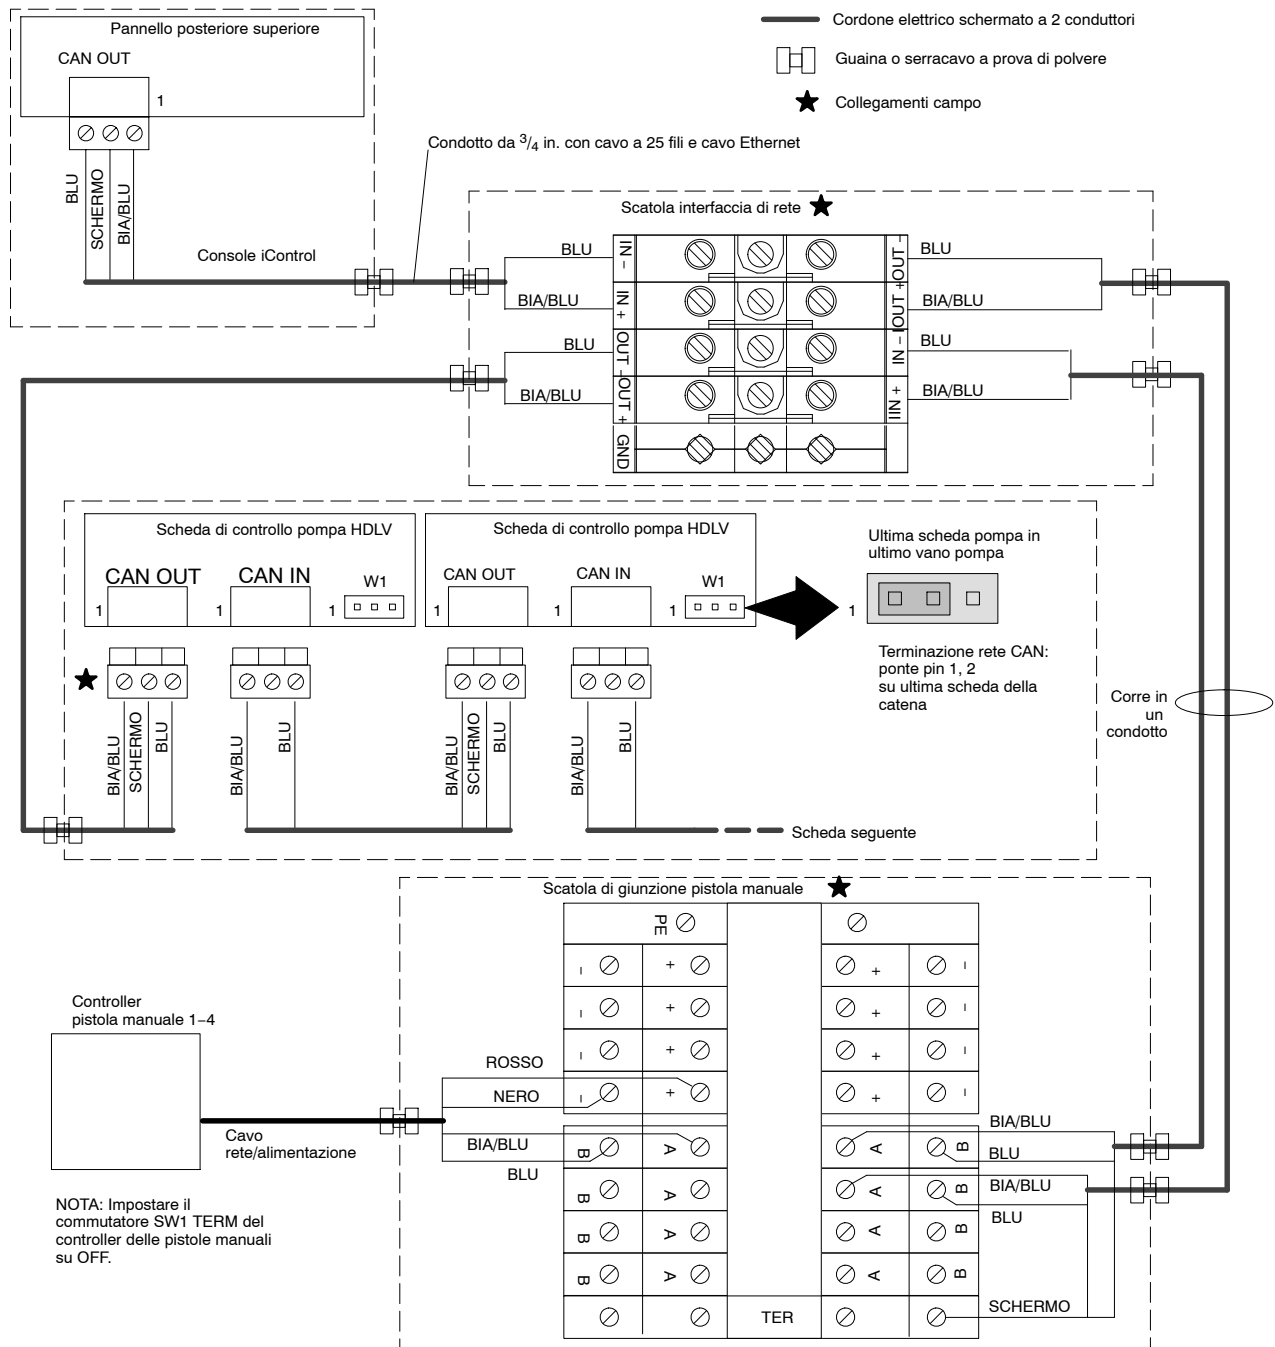 Pannello posteriore superiore
CAN OUT
1
BLU
SCHERMO
BIA/BLU
Console iControl
Cordone elettrico schermato a 2 conduttori
Guaina o serracavo a prova di polvere
Collegamenti campo
Condotto da 3/4 in. con cavo a 25 fili e cavo Ethernet
Scatola interfaccia di rete
BLU
IN -
OUT -
BLU
BIA/BLU
IN +
OUT +
BIA/BLU
BLU
OUT -
IN -
BLU
BIA/BLU
OUT +
IN +
BIA/BLU
GND
Scheda di controllo pompa HDLV
CAN OUT
CAN IN
W1
1
1
1
Scheda di controllo pompa HDLV
CAN OUT
CAN IN
W1
1
1
1
Ultima scheda pompa in
ultimo vano pompa
1
Terminazione rete CAN:
ponte pin 1, 2
su ultima scheda della
catena
Corre in
un
condotto
BIA/BLU
SCHERMO
BLU
BIA/BLU
BLU
BIA/BLU
SCHERMO
BLU
BIA/BLU
BLU
Scheda seguente
Scatola di giunzione pistola manuale
PE
- + + -
- + + -
- + + -
- + + -
B A A B
B A A B
B A A B
B A A B
TER
Controller
pistola manuale 1–4
ROSSO
NERO
BIA/BLU
BLU
Cavo
rete/alimentazione
BIA/BLU
BLU
BIA/BLU
BLU
SCHERMO
NOTA: Impostare il
commutatore SW1 TERM del
controller delle pistole manuali
su OFF.